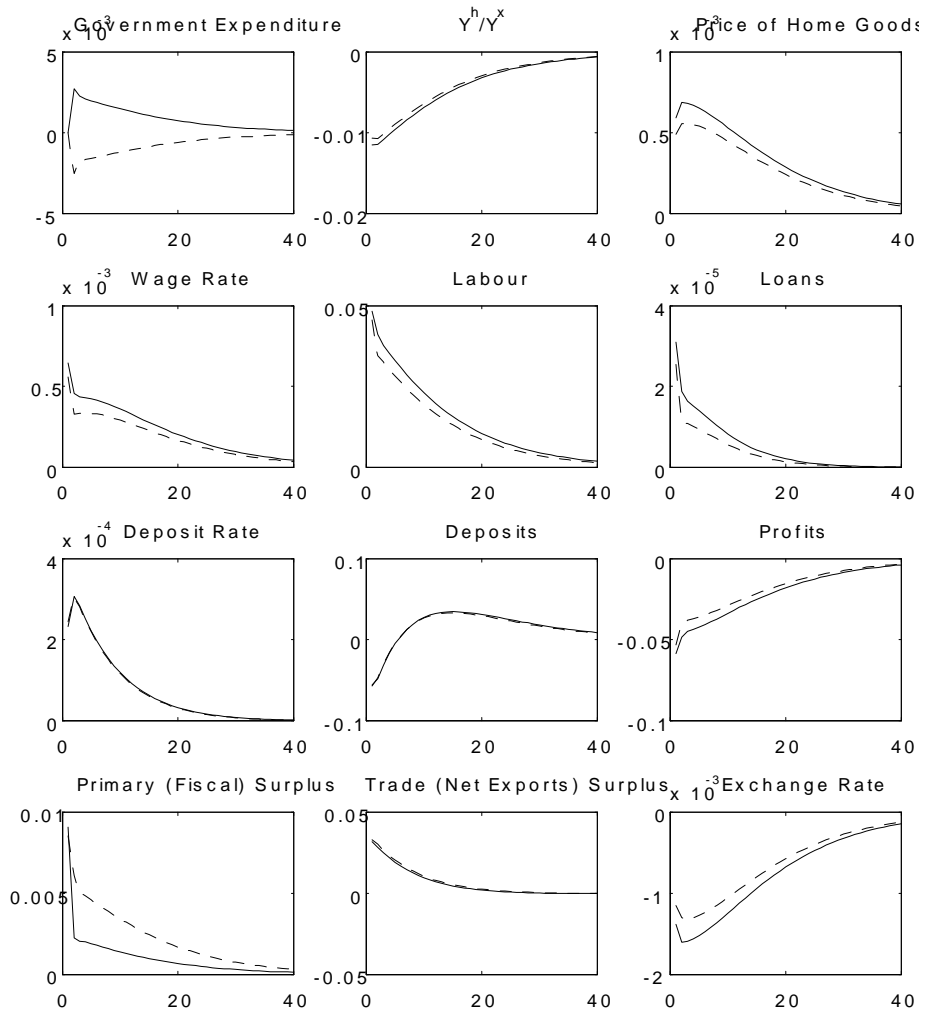 Government Expenditure
x 10-3
5
0
-5
0 20 40
Yh/Yx
0
-0.01
-0.02
0 20 40
Price of Home Goods
x 10-3
1
0.5
0
0 20 40
Wage Rate
x 10-3
1
0.5
0
0 20 40
Labour
0.05
0
0 20 40
Loans
x 10-5
4
2
0
0 20 40
Deposit Rate
x 10-4
4
2
0
0 20 40
Deposits
0.1
0
-0.1
0 20 40
Profits
0
-0.05
-0.1
0 20 40
Primary (Fiscal) Surplus
0.01
0.005
0
0 20 40
Trade (Net Exports) Surplus
0.05
0
-0.05
0 20 40
Exchange Rate
x 10-3
0
-1
-2
0 20 40